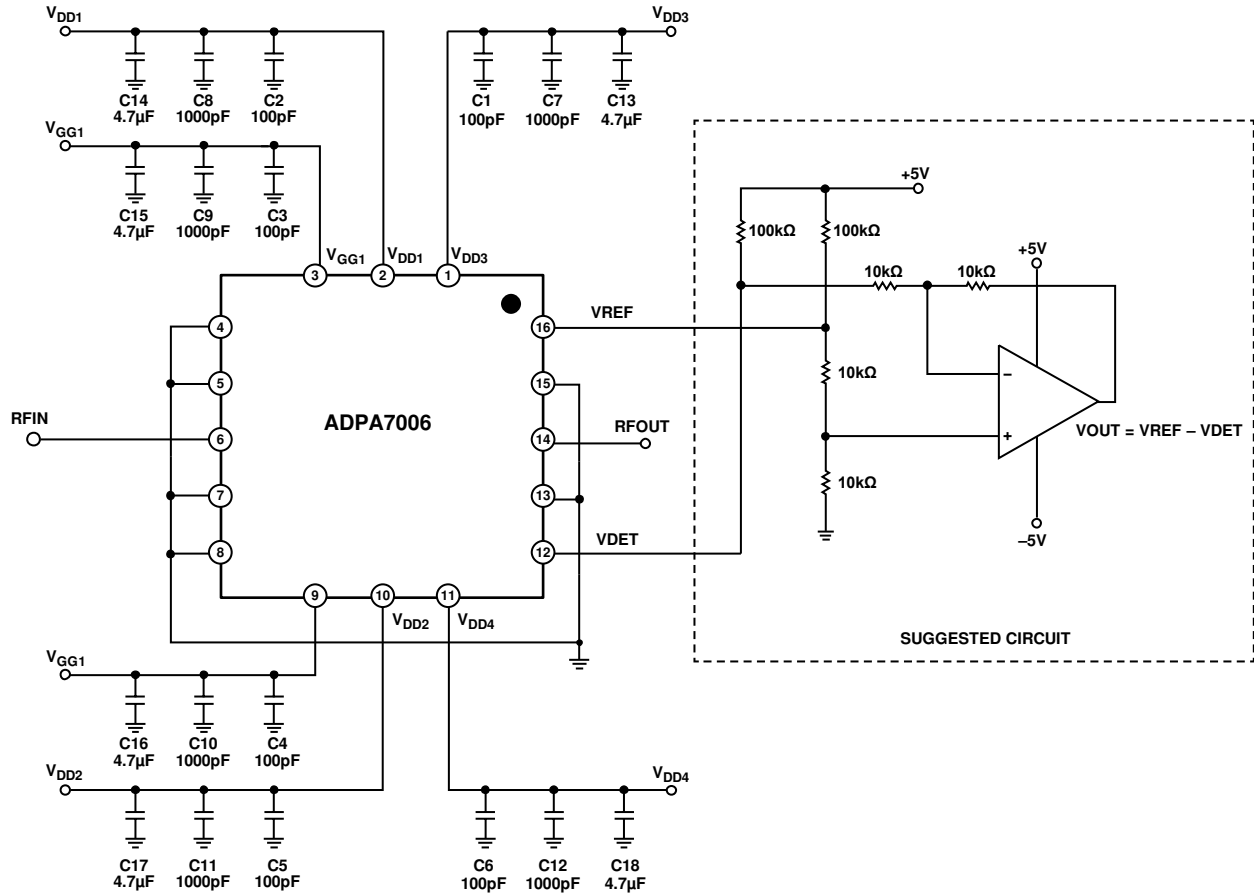 VDD1
VDD3
C14
4.7µF
C8
1000pF
C2
100pF
C1
100pF
C7
1000pF
C13
4.7µF
VGG1
C15
4.7µF
C9
1000pF
C3
100pF
+5V
100kΩ
100kΩ
+5V
VGG1
VDD1
VDD3
3
2
1
10kΩ
10kΩ
4
VREF
16
5
15
10kΩ
–
RFIN
6
ADPA7006
14
RFOUT
+
VOUT = VREF – VDET
7
13
10kΩ
8
VDET
12
–5V
9
10
11
VDD2
VDD4
SUGGESTED CIRCUIT
VGG1
C16
4.7µF
C10
1000pF
C4
100pF
VDD2
VDD4
C17
4.7µF
C11
1000pF
C5
100pF
C6
100pF
C12
1000pF
C18
4.7µF